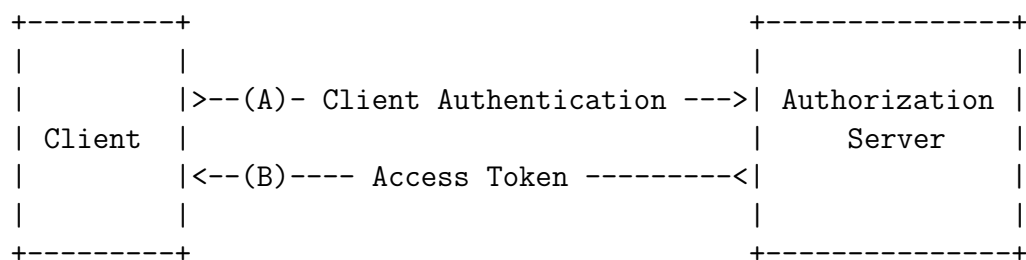 +---------+                                  +---------------+
|         |                                  |               |
|         |>--(A)- Client Authentication --->| Authorization |
| Client  |                                  |     Server    |
|         |<--(B)---- Access Token ---------<|               |
|         |                                  |               |
+---------+                                  +---------------+